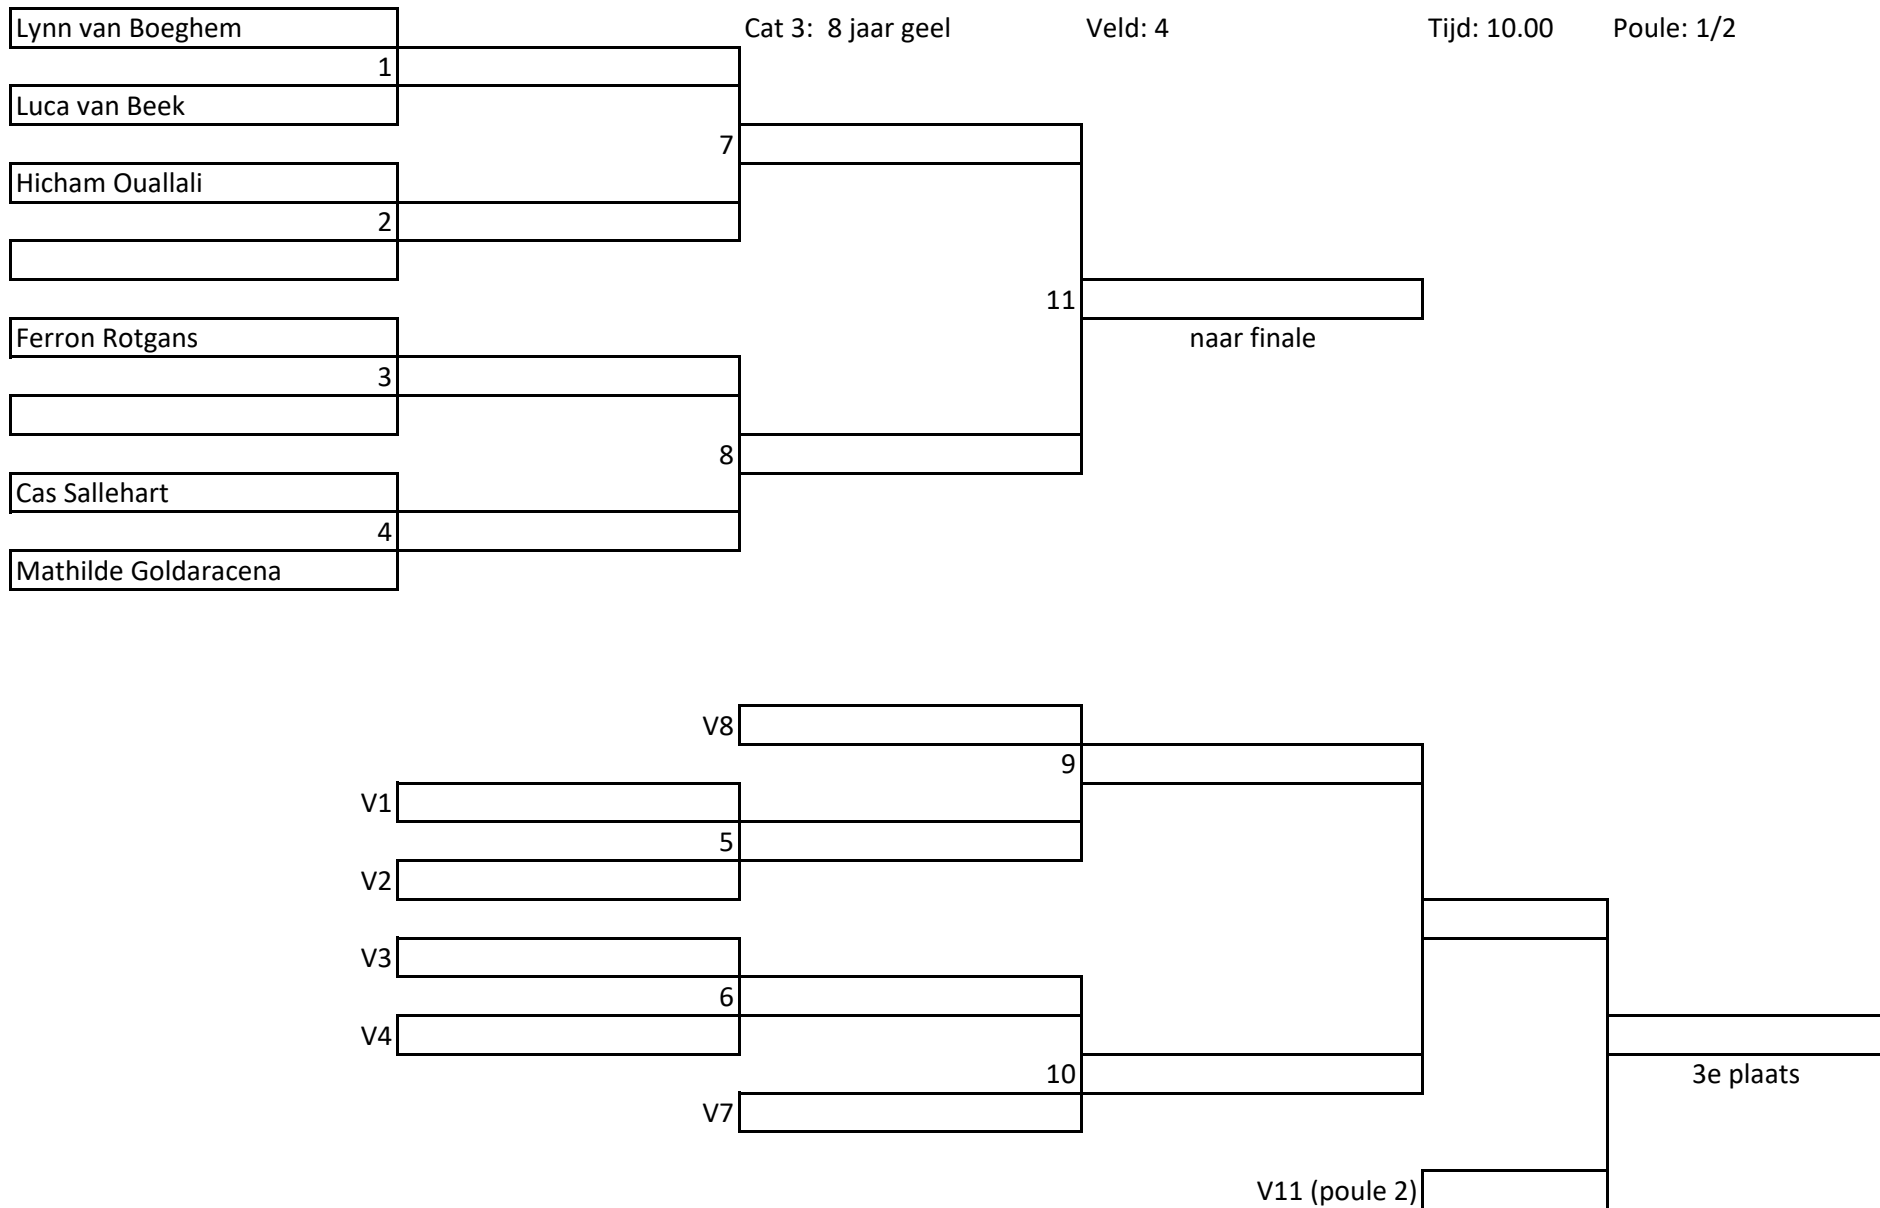 Lynn van Boeghem Cat 3: 8 jaar geel Veld: 4 Tijd: 10.00 Poule: 1/2
1
Luca van Beek
7
Hicham Ouallali
2
11
Ferron Rotgans naar finale
3
8
Cas Sallehart
4
Mathilde Goldaracena
V8
9
V1
5
V2
V3
6
V4
10 3e plaats
V7
V11 (poule 2)